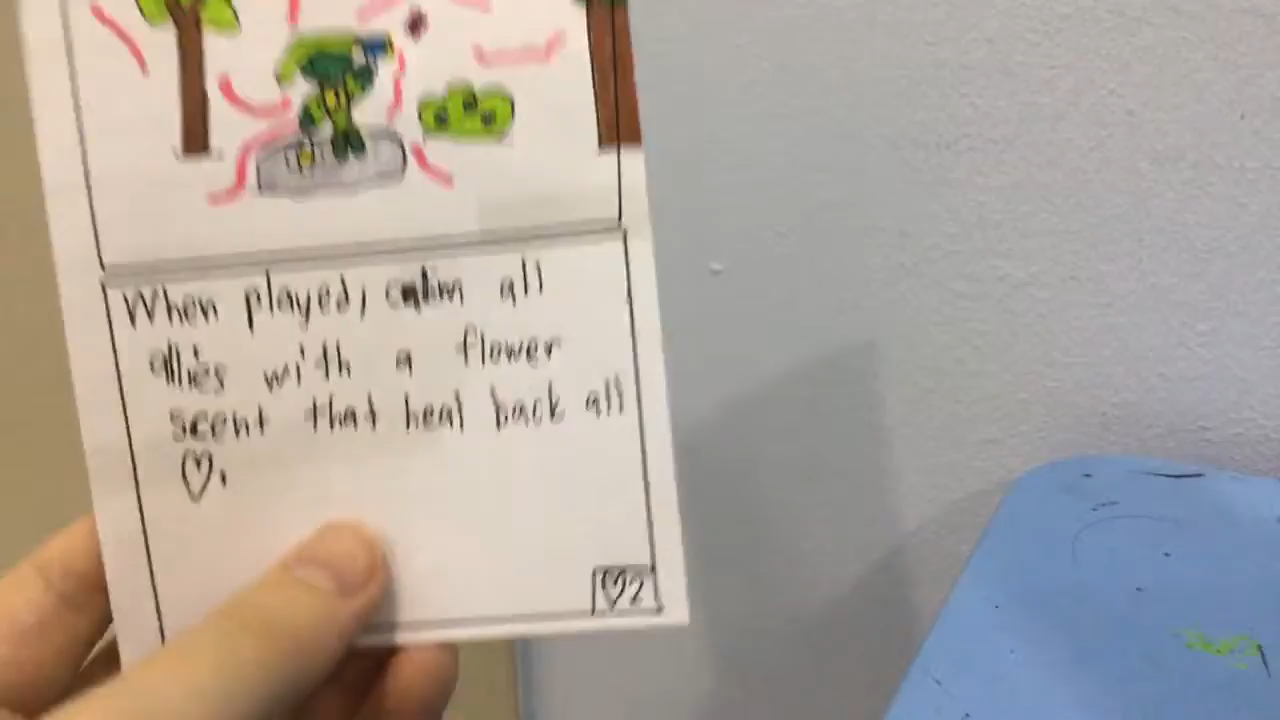 When played, calm all
allies with a flower
scent that heal back all
♡.
♡2